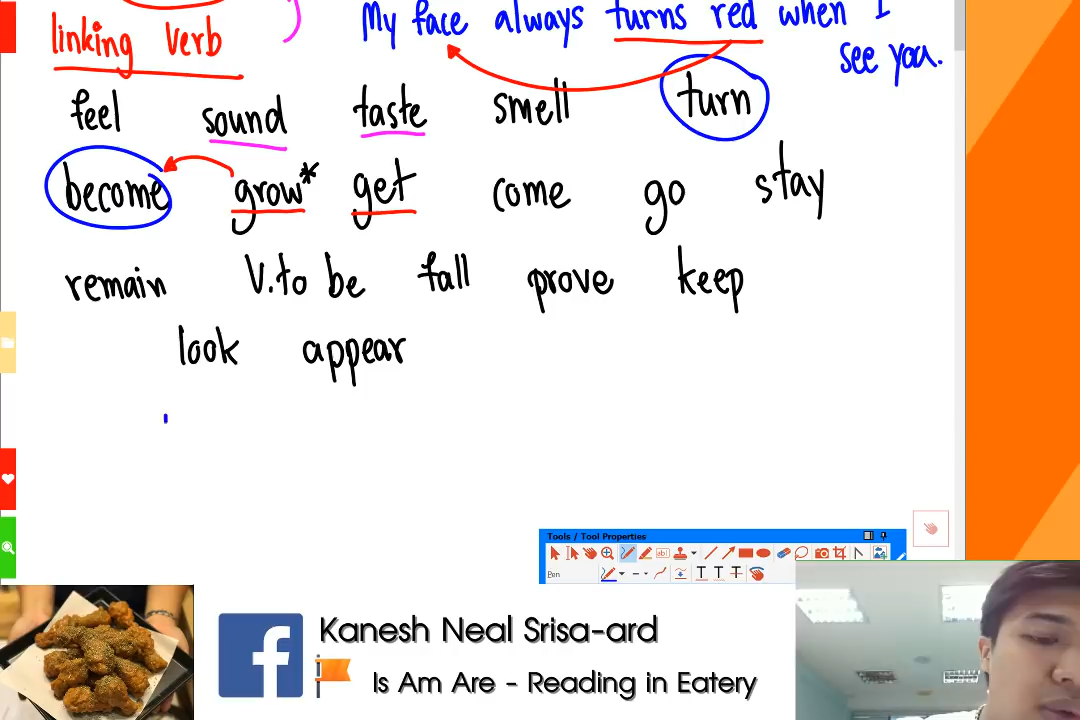 linking verb
My face always turns red when I
see you.
feel sound taste smell turn
become grow* get come go stay
remain V.to be fall prove keep
look appear
Tools / Tool Properties
Pen
Kanesh Neal Srisa-ard
Is Am Are - Reading in Eatery